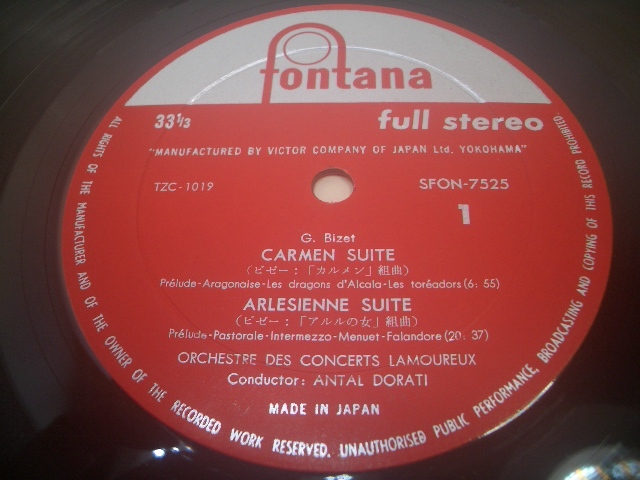 fontana
33 1/3
full stereo
"MANUFACTURED BY VICTOR COMPANY OF JAPAN Ltd. YOKOHAMA"
TZC-1019
SFON-7525
1
G. Bizet
CARMEN SUITE
(ビゼー:「カルメン」組曲)
Prélude-Aragonaise-Les dragons d'Alcala-Les toréadors(6:55)
ARLESIENNE SUITE
(ビゼー:「アルルの女」組曲)
Prélude-Pastorale-Intermezzo-Menuet-Falandore(20:37)
ORCHESTRE DES CONCERTS LAMOUREUX
Conductor: ANTAL DORATI
MADE IN JAPAN
ALL RIGHTS OF THE MANUFACTURER AND OF THE OWNER OF THE RECORDED WORK RESERVED. UNAUTHORISED PUBLIC PERFORMANCE, BROADCASTING AND COPYING OF THIS RECORD PROHIBITED.